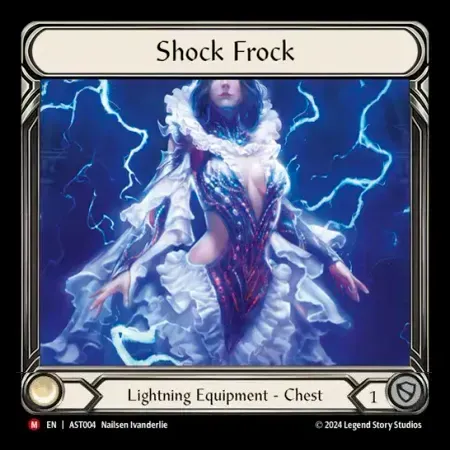 Shock Frock
Lightning Equipment - Chest
1
M EN | AST004 Nailsen Ivanderlie
© 2024 Legend Story Studios